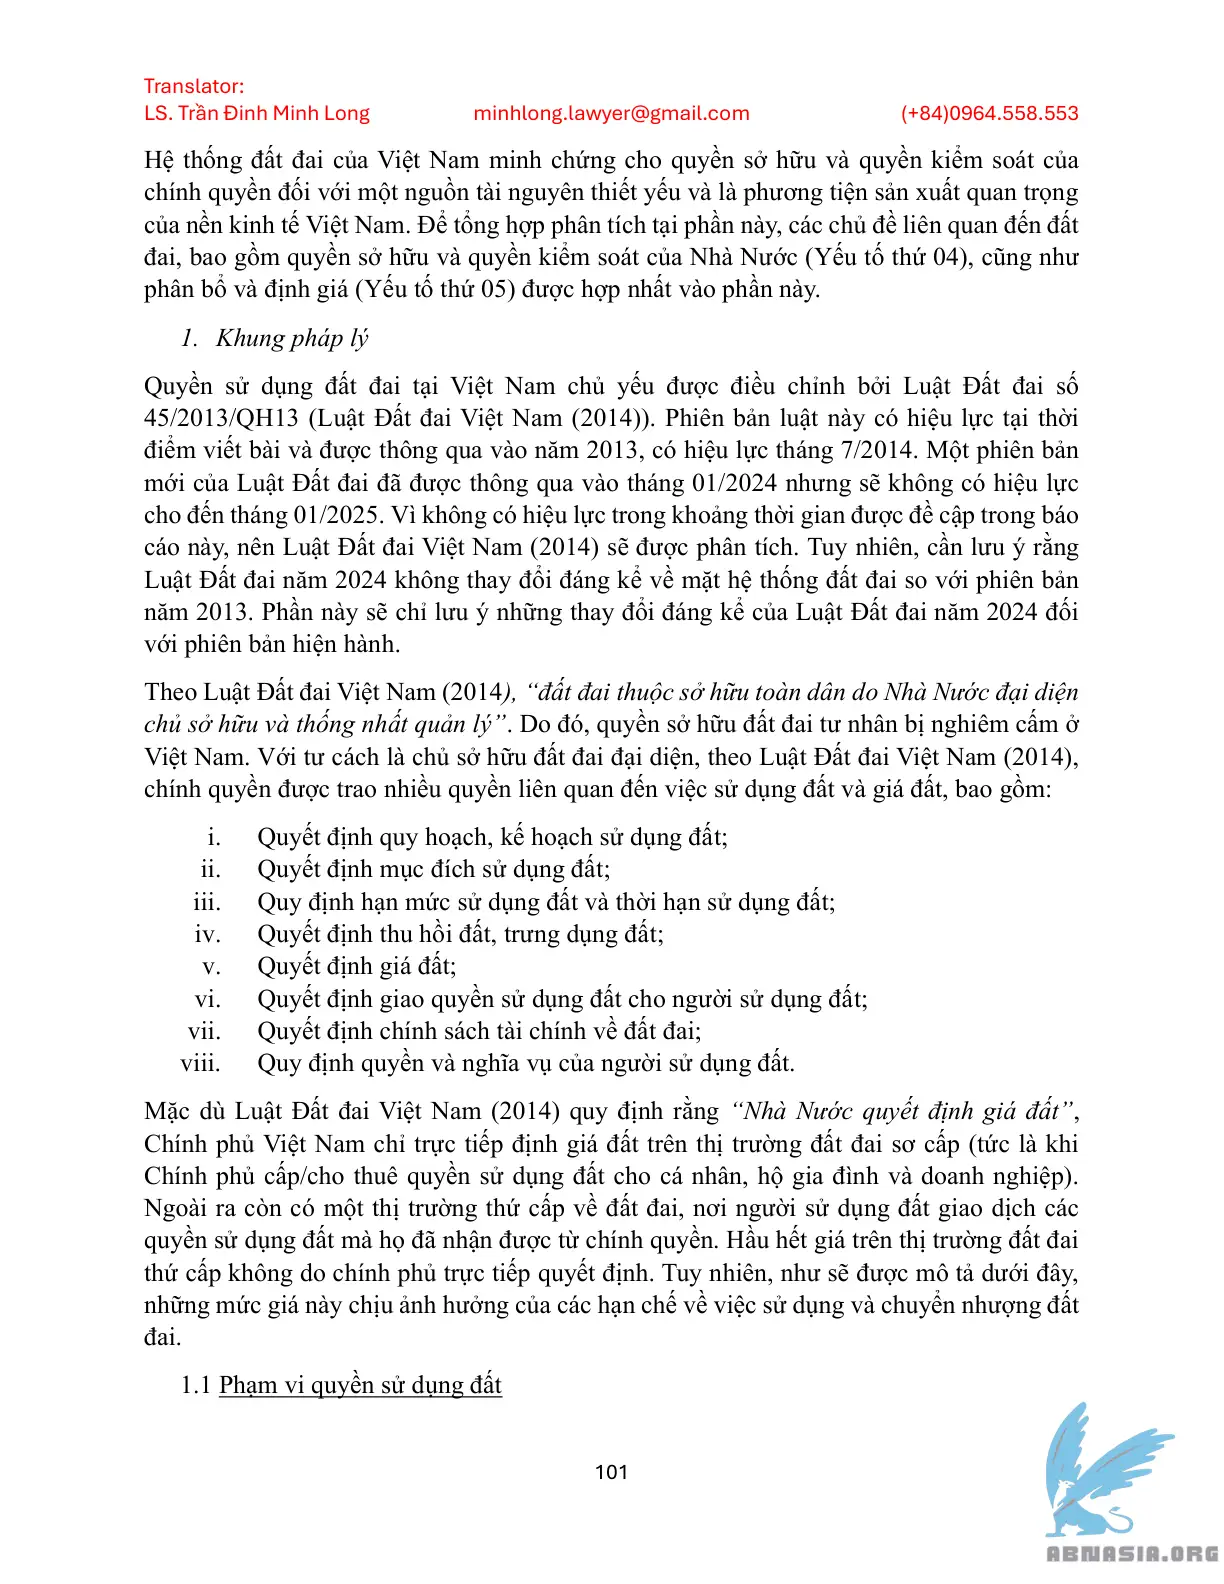 Translator:
LS. Trần Đinh Minh Long minhlong.lawyer@gmail.com (+84)0964.558.553
Hệ thống đất đai của Việt Nam minh chứng cho quyền sở hữu và quyền kiểm soát của
chính quyền đối với một nguồn tài nguyên thiết yếu và là phương tiện sản xuất quan trọng
của nền kinh tế Việt Nam. Để tổng hợp phân tích tại phần này, các chủ đề liên quan đến đất
đai, bao gồm quyền sở hữu và quyền kiểm soát của Nhà Nước (Yếu tố thứ 04), cũng như
phân bổ và định giá (Yếu tố thứ 05) được hợp nhất vào phần này.
1. Khung pháp lý
Quyền sử dụng đất đai tại Việt Nam chủ yếu được điều chỉnh bởi Luật Đất đai số
45/2013/QH13 (Luật Đất đai Việt Nam (2014)). Phiên bản luật này có hiệu lực tại thời
điểm viết bài và được thông qua vào năm 2013, có hiệu lực tháng 7/2014. Một phiên bản
mới của Luật Đất đai đã được thông qua vào tháng 01/2024 nhưng sẽ không có hiệu lực
cho đến tháng 01/2025. Vì không có hiệu lực trong khoảng thời gian được đề cập trong báo
cáo này, nên Luật Đất đai Việt Nam (2014) sẽ được phân tích. Tuy nhiên, cần lưu ý rằng
Luật Đất đai năm 2024 không thay đổi đáng kể về mặt hệ thống đất đai so với phiên bản
năm 2013. Phần này sẽ chỉ lưu ý những thay đổi đáng kể của Luật Đất đai năm 2024 đối
với phiên bản hiện hành.
Theo Luật Đất đai Việt Nam (2014), “đất đai thuộc sở hữu toàn dân do Nhà Nước đại diện
chủ sở hữu và thống nhất quản lý”. Do đó, quyền sở hữu đất đai tư nhân bị nghiêm cấm ở
Việt Nam. Với tư cách là chủ sở hữu đất đai đại diện, theo Luật Đất đai Việt Nam (2014),
chính quyền được trao nhiều quyền liên quan đến việc sử dụng đất và giá đất, bao gồm:
i. Quyết định quy hoạch, kế hoạch sử dụng đất;
ii. Quyết định mục đích sử dụng đất;
iii. Quy định hạn mức sử dụng đất và thời hạn sử dụng đất;
iv. Quyết định thu hồi đất, trưng dụng đất;
v. Quyết định giá đất;
vi. Quyết định giao quyền sử dụng đất cho người sử dụng đất;
vii. Quyết định chính sách tài chính về đất đai;
viii. Quy định quyền và nghĩa vụ của người sử dụng đất.
Mặc dù Luật Đất đai Việt Nam (2014) quy định rằng “Nhà Nước quyết định giá đất”,
Chính phủ Việt Nam chỉ trực tiếp định giá đất trên thị trường đất đai sơ cấp (tức là khi
Chính phủ cấp/cho thuê quyền sử dụng đất cho cá nhân, hộ gia đình và doanh nghiệp).
Ngoài ra còn có một thị trường thứ cấp về đất đai, nơi người sử dụng đất giao dịch các
quyền sử dụng đất mà họ đã nhận được từ chính quyền. Hầu hết giá trên thị trường đất đai
thứ cấp không do chính phủ trực tiếp quyết định. Tuy nhiên, như sẽ được mô tả dưới đây,
những mức giá này chịu ảnh hưởng của các hạn chế về việc sử dụng và chuyển nhượng đất
đai.
1.1 Phạm vi quyền sử dụng đất
101
ABNASIA.ORG